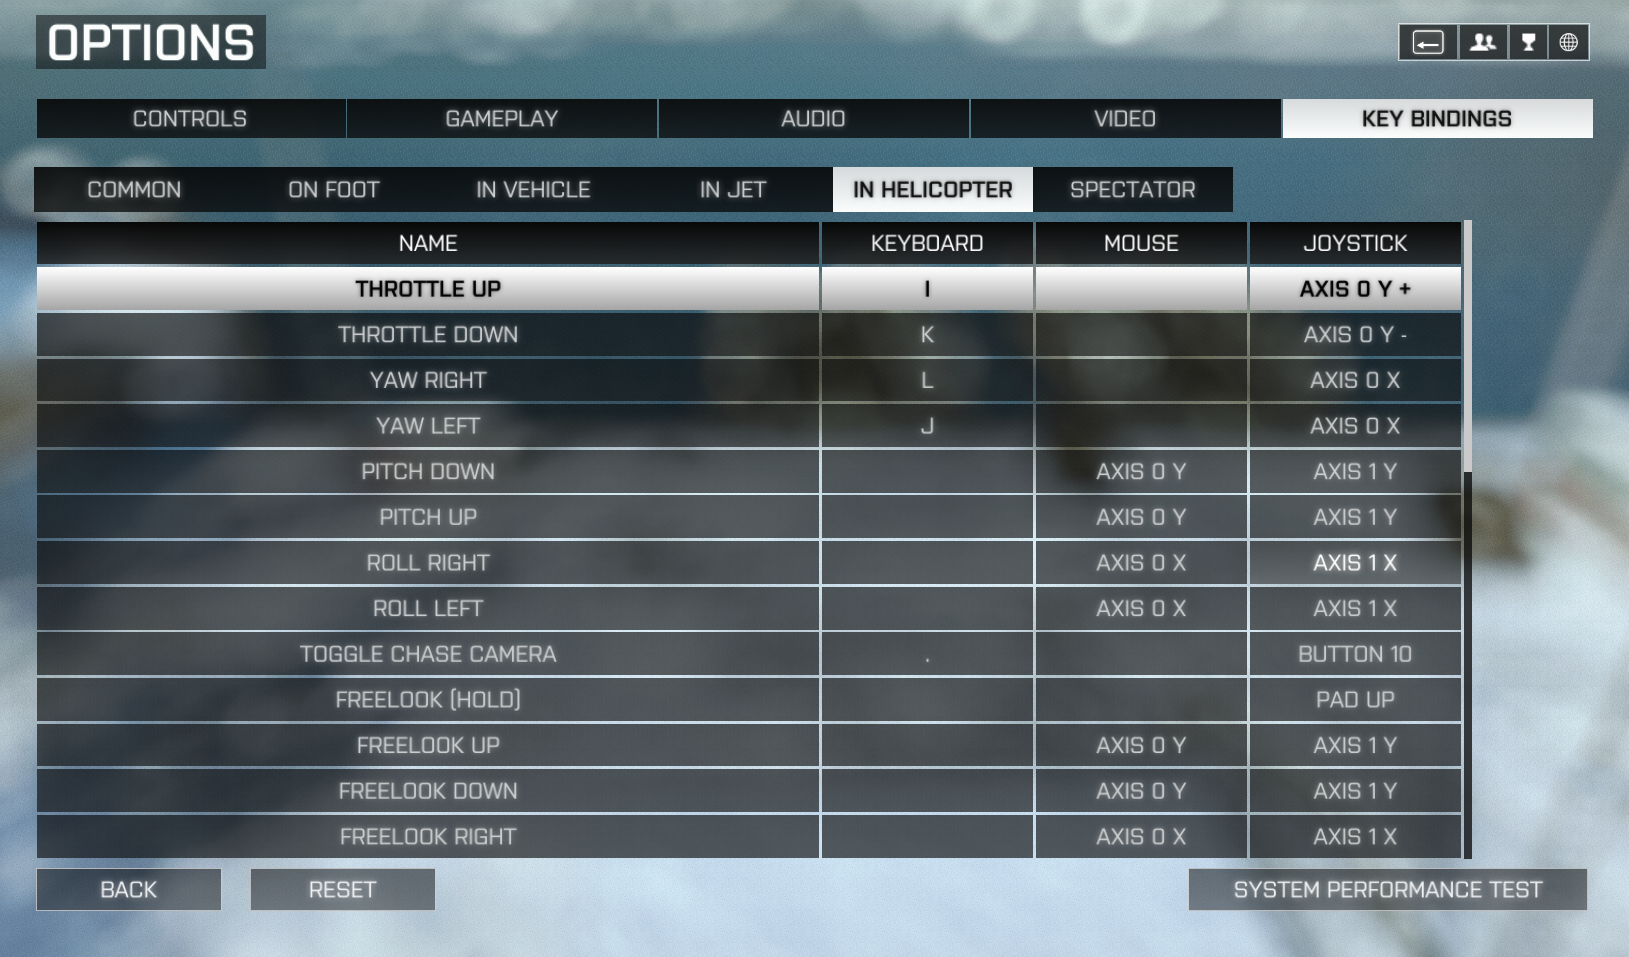 OPTIONS
CONTROLS GAMEPLAY AUDIO VIDEO KEY BINDINGS
COMMON ON FOOT IN VEHICLE IN JET IN HELICOPTER SPECTATOR
NAME KEYBOARD MOUSE JOYSTICK
THROTTLE UP I AXIS 0 Y +
THROTTLE DOWN K AXIS 0 Y -
YAW RIGHT L AXIS 0 X
YAW LEFT J AXIS 0 X
PITCH DOWN AXIS 0 Y AXIS 1 Y
PITCH UP AXIS 0 Y AXIS 1 Y
ROLL RIGHT AXIS 0 X AXIS 1 X
ROLL LEFT AXIS 0 X AXIS 1 X
TOGGLE CHASE CAMERA . BUTTON 10
FREELOOK (HOLD) PAD UP
FREELOOK UP AXIS 0 Y AXIS 1 Y
FREELOOK DOWN AXIS 0 Y AXIS 1 Y
FREELOOK RIGHT AXIS 0 X AXIS 1 X
BACK RESET SYSTEM PERFORMANCE TEST